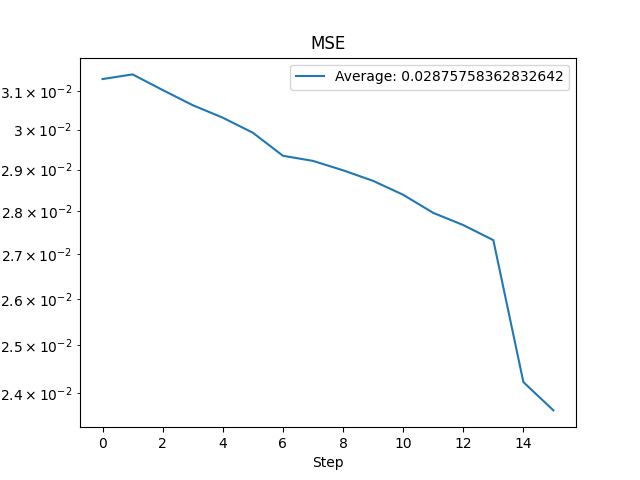 MSE
Average: 0.02875758362832642
3.1 × 10⁻²
3 × 10⁻²
2.9 × 10⁻²
2.8 × 10⁻²
2.7 × 10⁻²
2.6 × 10⁻²
2.5 × 10⁻²
2.4 × 10⁻²
0 2 4 6 8 10 12 14
Step